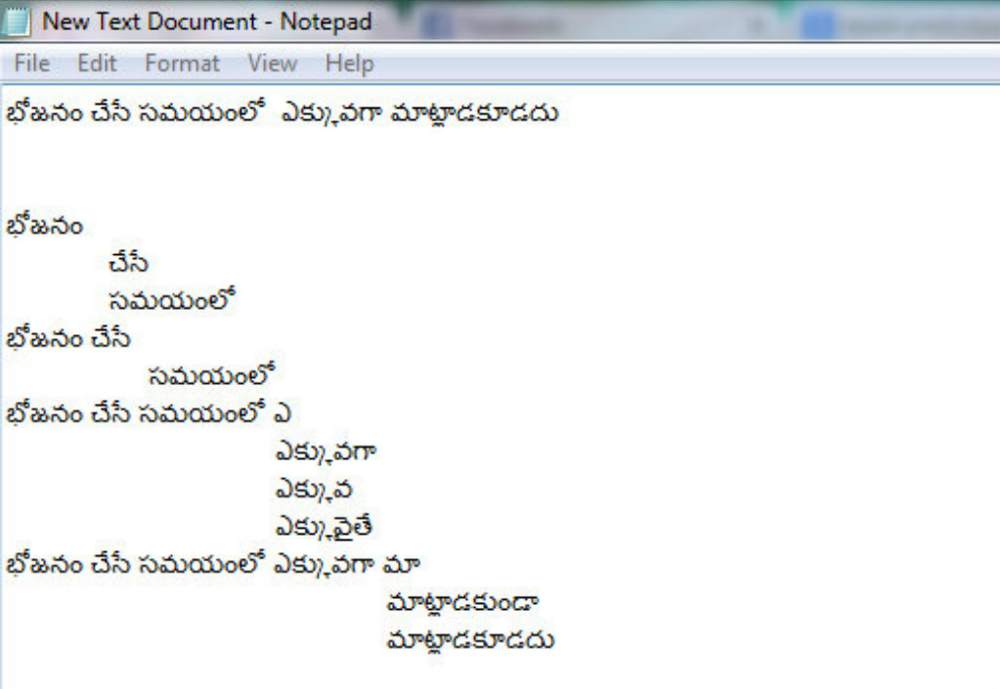 New Text Document - Notepad
File Edit Format View Help
భోజనం చేసే సమయంలో ఎక్కువగా మాట్లాడకూడదు
భోజనం
చేసే
సమయంలో
భోజనం చేసే
సమయంలో
భోజనం చేసే సమయంలో ఎ
ఎక్కువగా
ఎక్కువ
ఎక్కువైతే
భోజనం చేసే సమయంలో ఎక్కువగా మా
మాట్లాడకుండా
మాట్లాడకూడదు